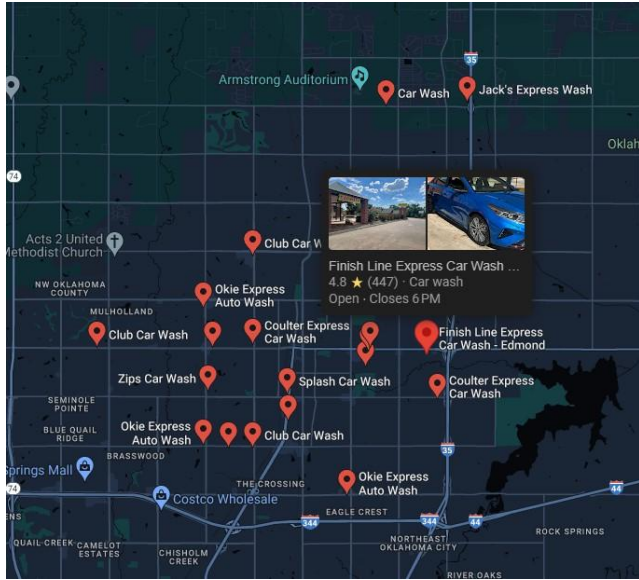 35
Armstrong Auditorium
Car Wash
Jack's Express Wash
Oklah
74
Acts 2 United
Methodist Church
Club Car W
Finish Line Express Car Wash ...
4.8 ★ (447) · Car wash
Open · Closes 6 PM
NW OKLAHOMA
COUNTY
Okie Express
Auto Wash
MULHOLLAND
Club Car Wash
Coulter Express
Car Wash
Finish Line Express
Car Wash - Edmond
Zips Car Wash
Splash Car Wash
Coulter Express
Car Wash
SEMINOLE
POINTE
Okie Express
Auto Wash
Club Car Wash
BLUE QUAIL
RIDGE
BRASSWOOD
35
Springs Mall
74
THE CROSSING
Okie Express
Auto Wash
44
Costco Wholesale
ENS
EAGLE CREST
344
344
44
ROCK SPRINGS
QUAIL CREEK
CAMELOT
ESTATES
CHISHOLM
CREEK
NORTHEAST
OKLAHOMA CITY
RIVER OAKS